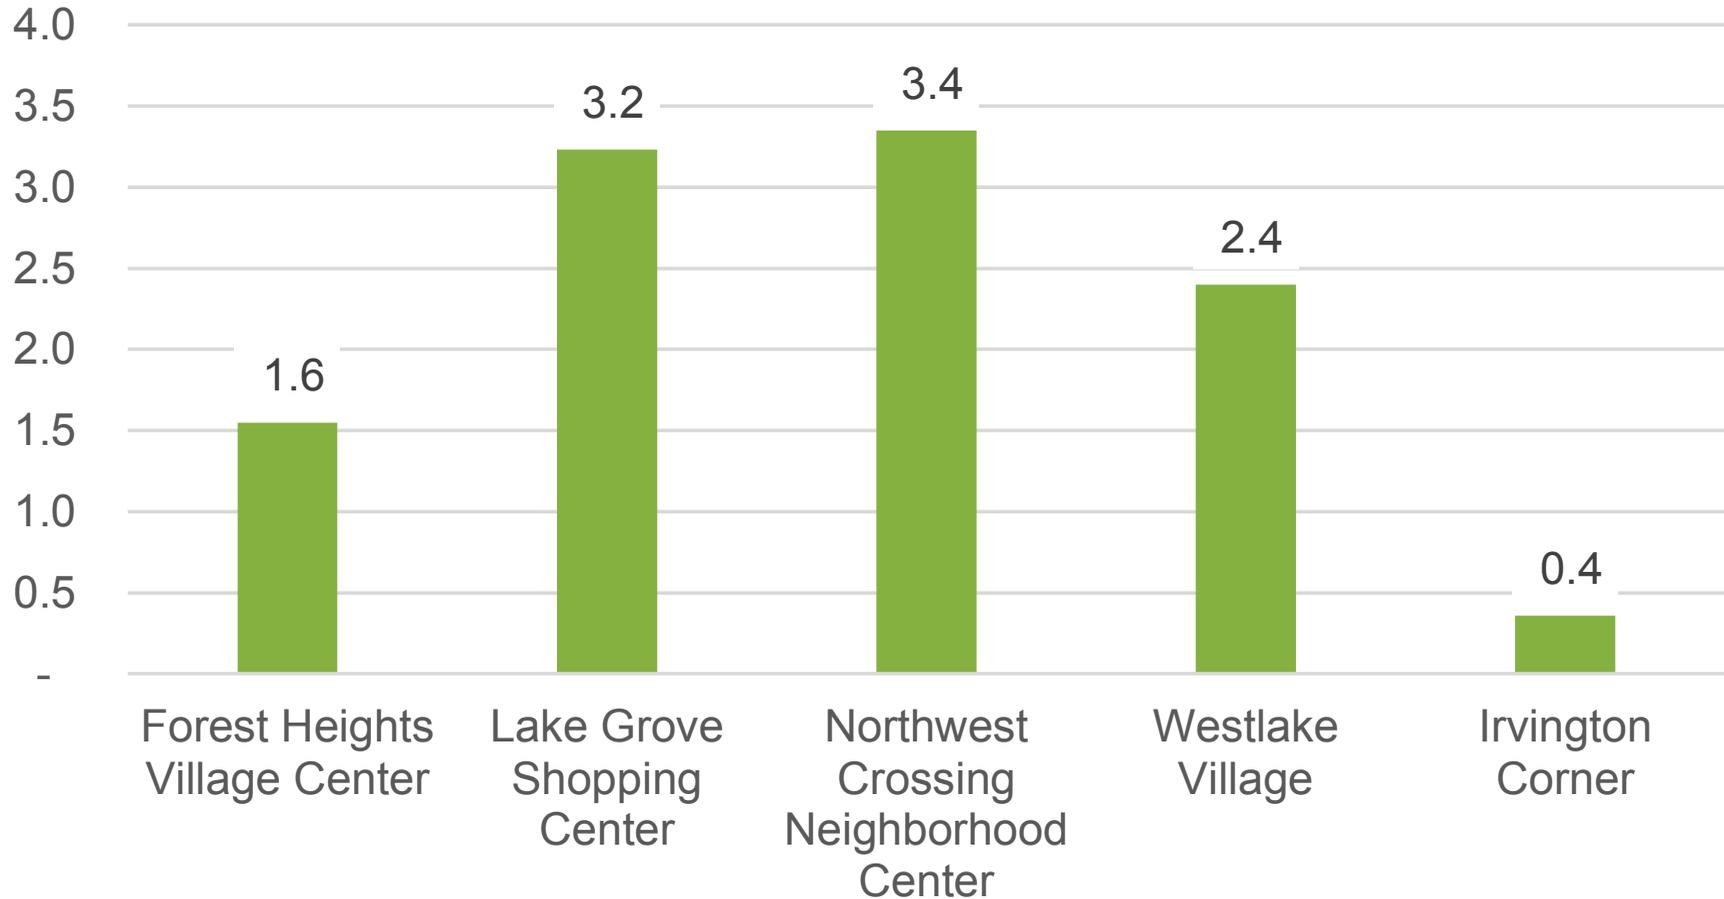 4.0
3.5
3.0
2.5
2.0
1.5
1.0
0.5
-
1.6
3.2
3.4
2.4
0.4
Forest Heights
Village Center
Lake Grove
Shopping
Center
Northwest
Crossing
Neighborhood
Center
Westlake
Village
Irvington
Corner